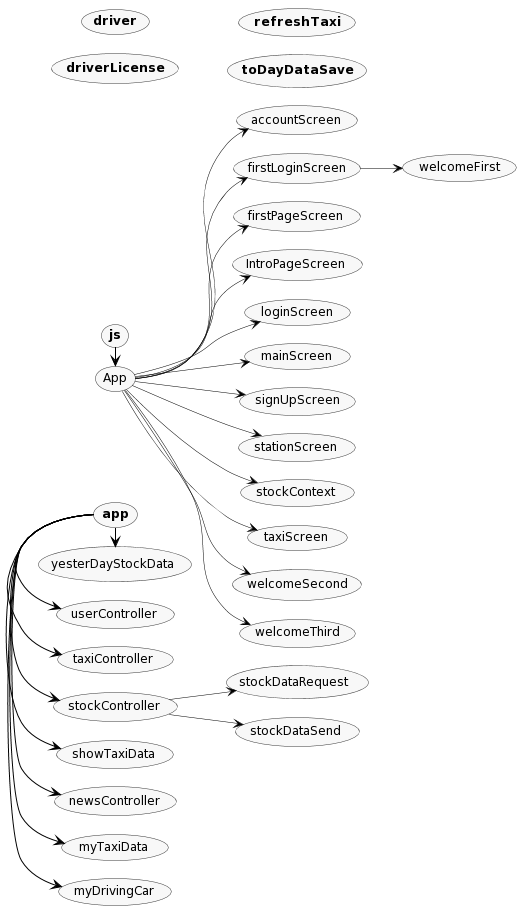 driver
refreshTaxi
driverLicense
toDayDataSave
accountScreen
firstLoginScreen
welcomeFirst
firstPageScreen
IntroPageScreen
loginScreen
js
mainScreen
App
signUpScreen
stationScreen
stockContext
app
taxiScreen
yesterDayStockData
welcomeSecond
userController
welcomeThird
taxiController
stockDataRequest
stockController
stockDataSend
showTaxiData
newsController
myTaxiData
myDrivingCar